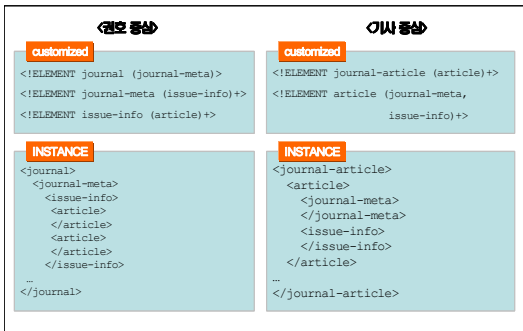 <권호 중심>
customized
<!ELEMENT journal (journal-meta)>
<!ELEMENT journal-meta (issue-info)+>
<!ELEMENT issue-info (article)+>
INSTANCE
<journal>
<journal-meta>
<issue-info>
<article>
</article>
<article>
</article>
</issue-info>
…
</journal>
<기사 중심>
customized
<!ELEMENT journal-article (article)+>
<!ELEMENT article (journal-meta,
issue-info)+>
INSTANCE
<journal-article>
<article>
<journal-meta>
</journal-meta>
<issue-info>
</issue-info>
</article>
…
</journal-article>